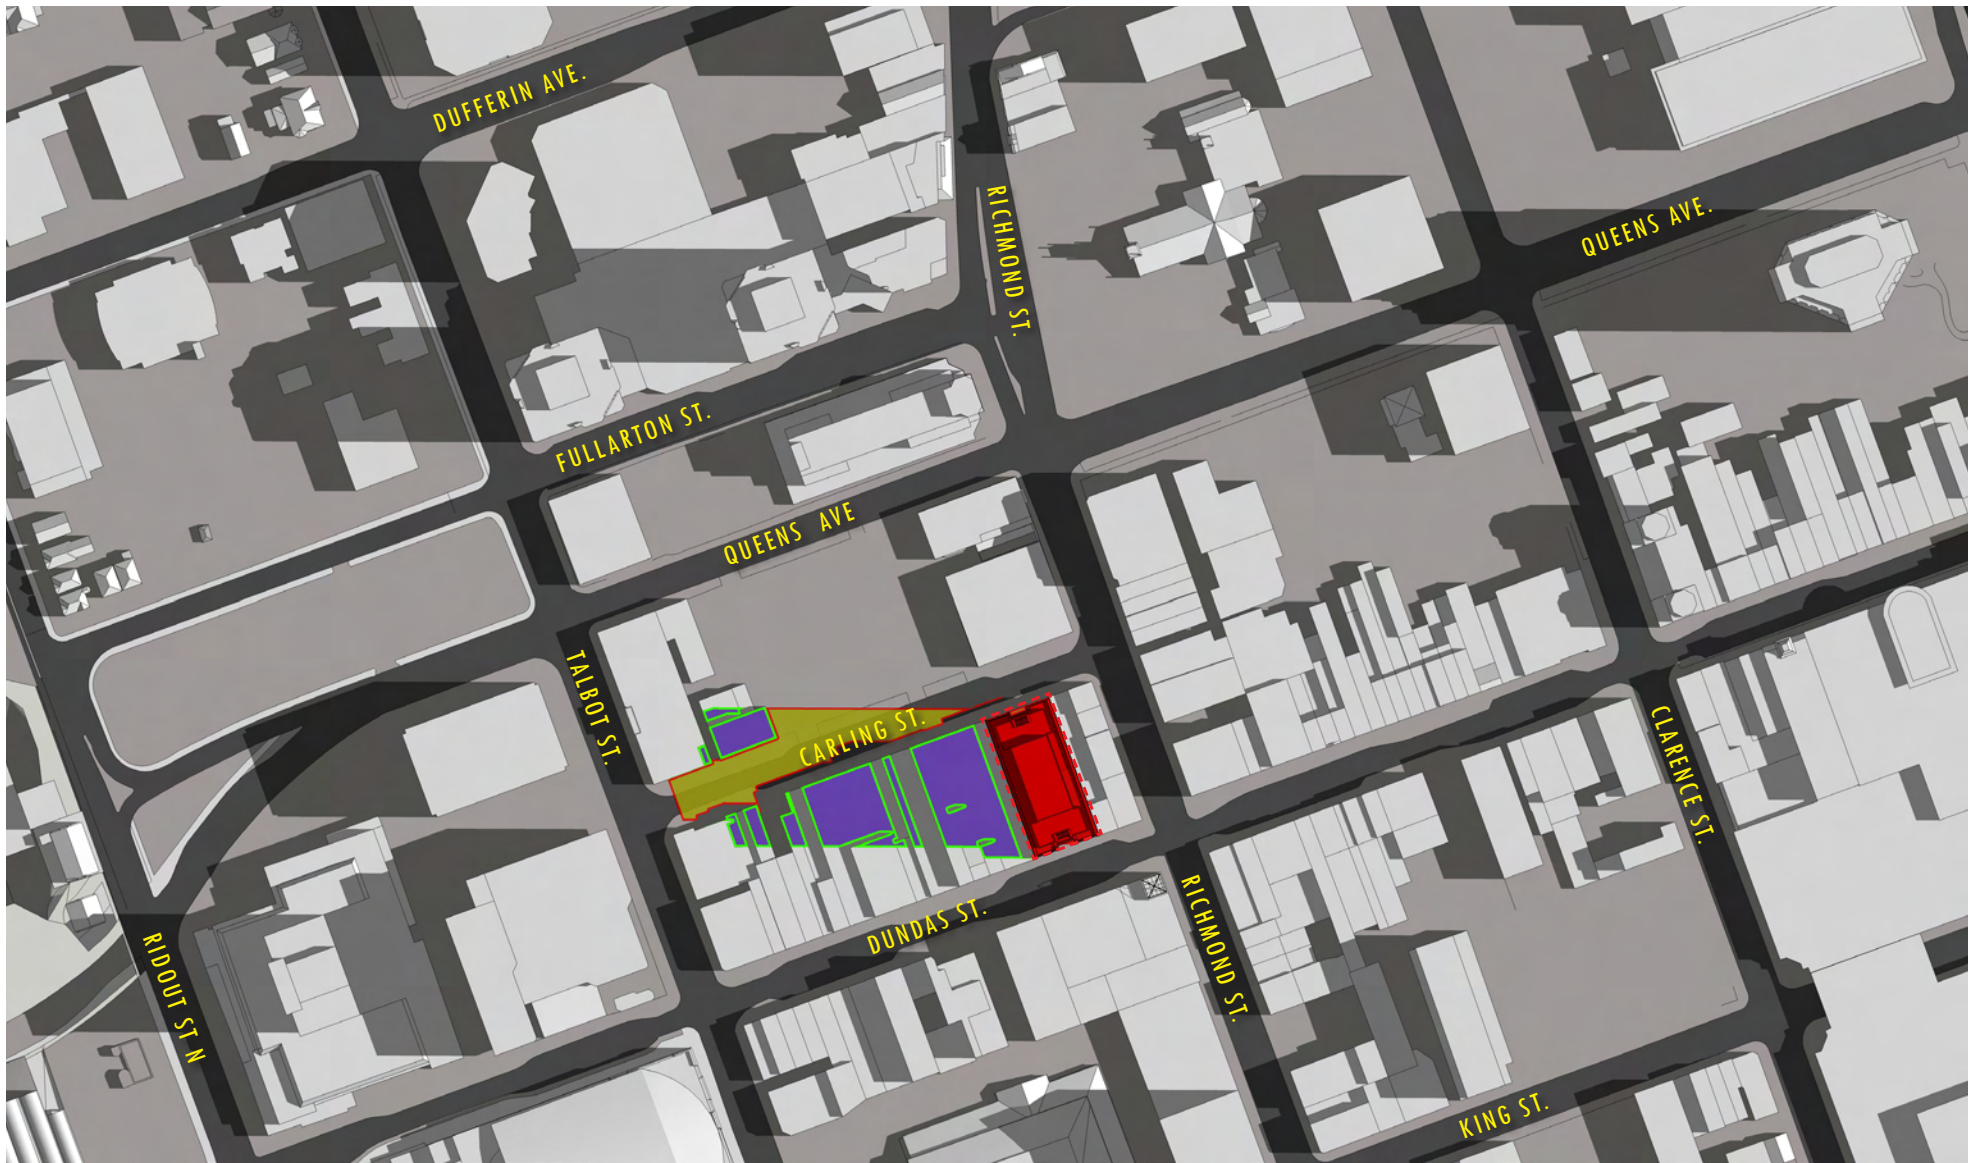 DUFFERIN AVE.
RICHMOND ST.
QUEENS AVE.
FULLARTON ST.
QUEENS AVE
TALBOT ST.
CARLING ST.
CLARENCE ST.
DUNDAS ST.
RICHMOND ST.
RIDOUT ST N
KING ST.